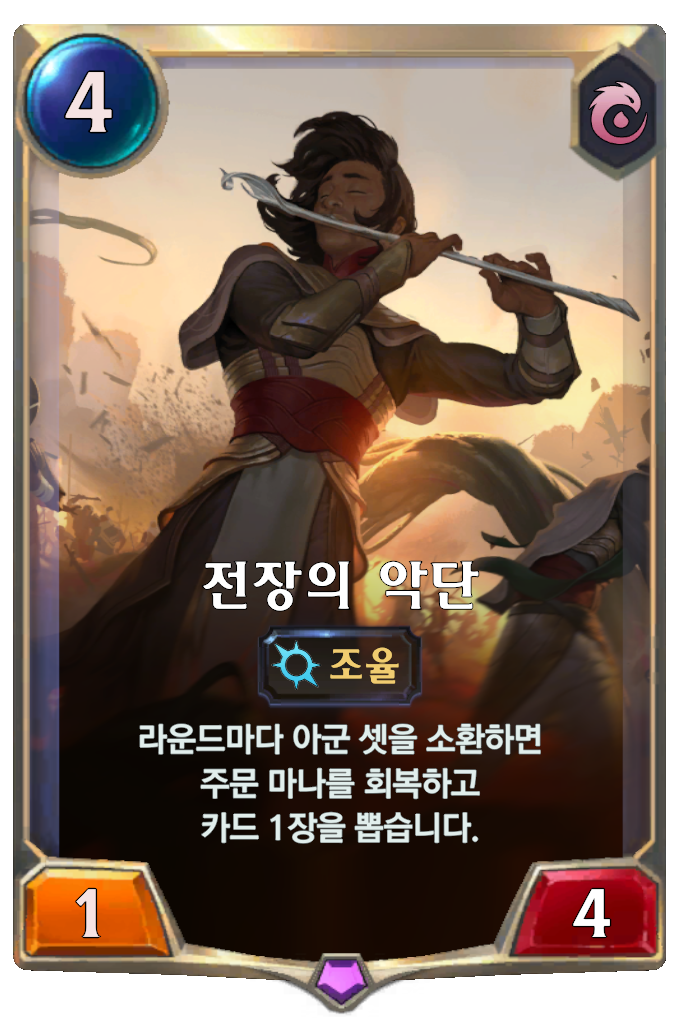 4
전장의 악단
조율
라운드마다 아군 셋을 소환하면
주문 마나를 회복하고
카드 1장을 뽑습니다.
1
4